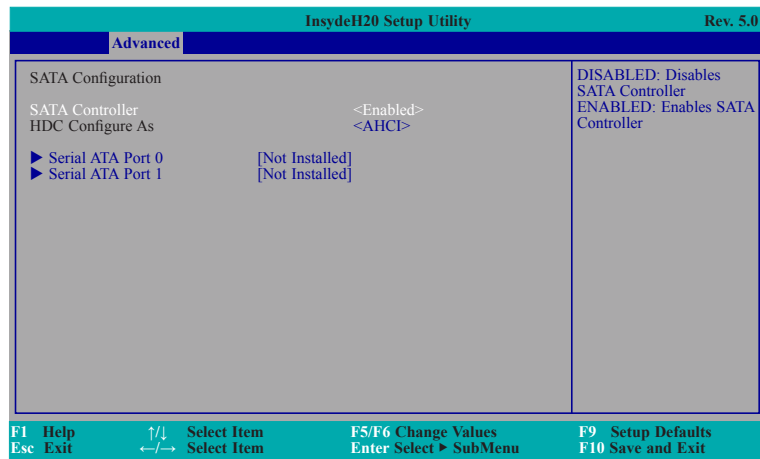 InsydeH20 Setup Utility Rev. 5.0
Advanced
SATA Configuration
SATA Controller <Enabled>
HDC Configure As <AHCI>
▶ Serial ATA Port 0 [Not Installed]
▶ Serial ATA Port 1 [Not Installed]
DISABLED: Disables
SATA Controller
ENABLED: Enables SATA
Controller
F1 Help ↑/↓ Select Item F5/F6 Change Values F9 Setup Defaults
Esc Exit ←/→ Select Item Enter Select ▶ SubMenu F10 Save and Exit